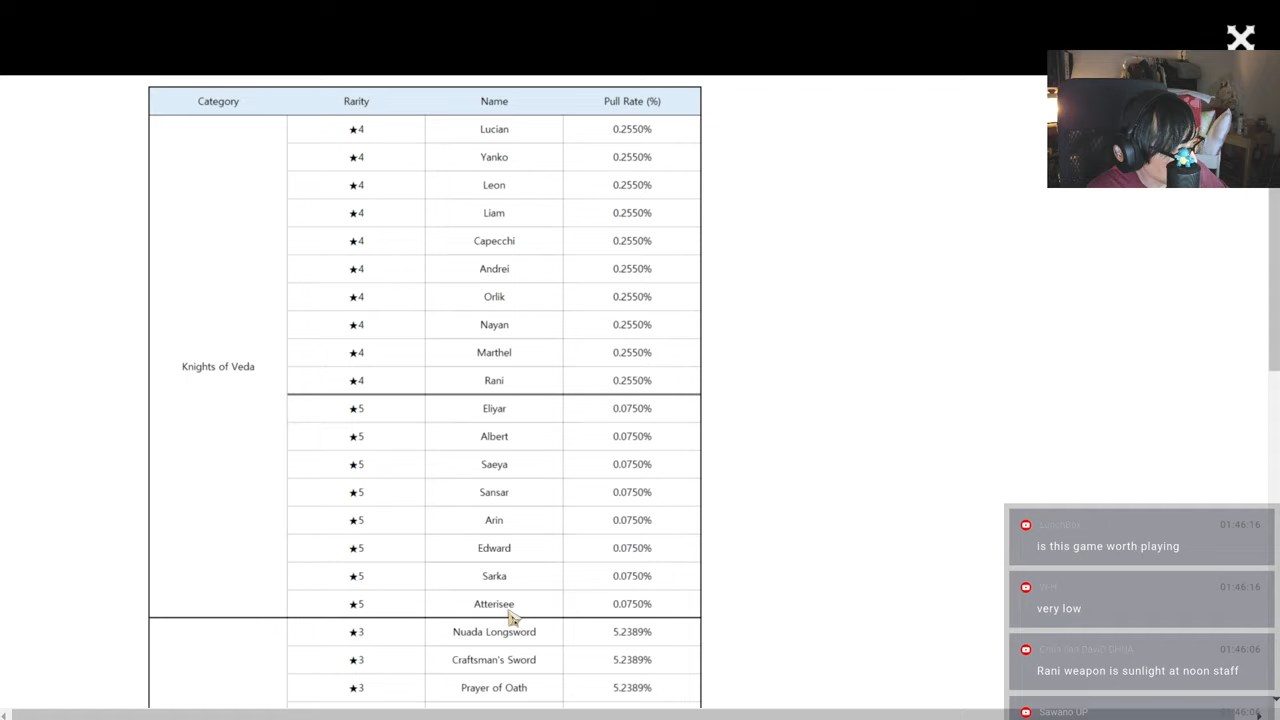 Category Rarity Name Pull Rate (%)
★4 Lucian 0.2550%
★4 Yanko 0.2550%
★4 Leon 0.2550%
★4 Liam 0.2550%
★4 Capecchi 0.2550%
★4 Andrei 0.2550%
★4 Orlik 0.2550%
★4 Nayan 0.2550%
★4 Marthel 0.2550%
Knights of Veda
★4 Rani 0.2550%
★5 Eliyar 0.0750%
★5 Albert 0.0750%
★5 Saeya 0.0750%
★5 Sansar 0.0750%
★5 Arin 0.0750%
★5 Edward 0.0750%
★5 Sarka 0.0750%
★5 Atterisee 0.0750%
★3 Nuada Longsword 5.2389%
★3 Craftsman's Sword 5.2389%
★3 Prayer of Oath 5.2389%
LunchBox 01:46:16
is this game worth playing
W-H 01:46:16
very low
01:46:06
Rani weapon is sunlight at noon staff
Sawano UP 01:46:05